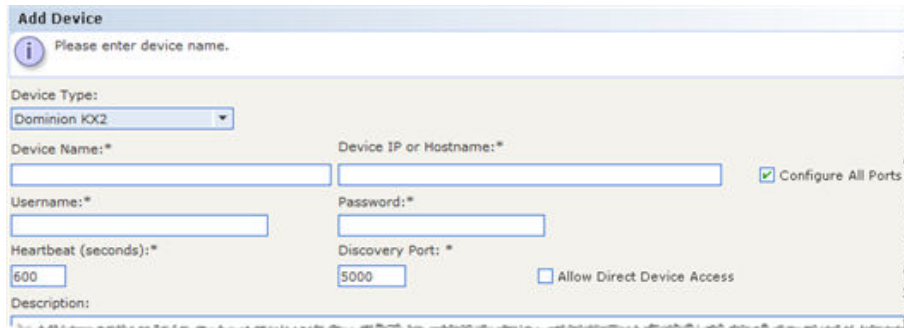 Add Device
Please enter device name.
Device Type:
Dominion KX2
Device Name:*
Device IP or Hostname:*
Configure All Ports
Username:*
Password:*
Heartbeat (seconds):*
Discovery Port: *
600
5000
Allow Direct Device Access
Description: